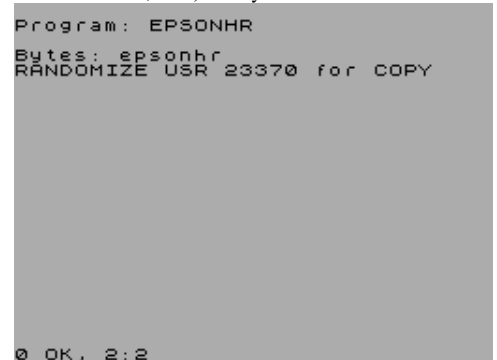 Program: EPSONHR
Bytes: epsonhr
RANDOMIZE USR 23370 for COPY
0 OK, 2:2